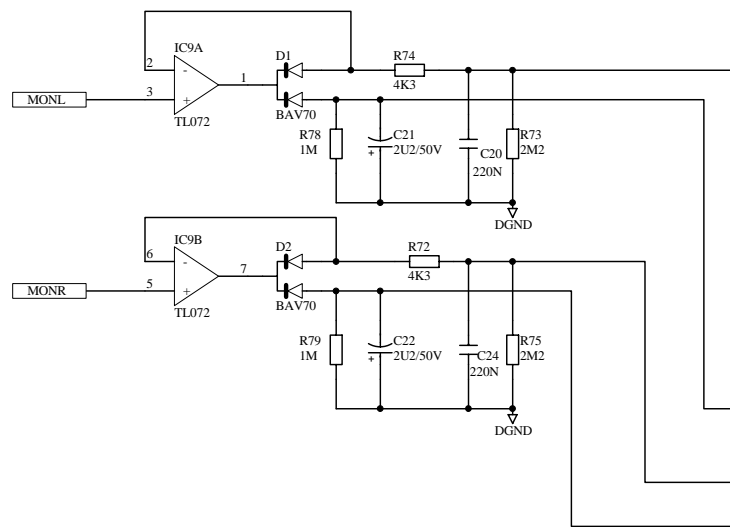 IC9A
2
-
1
MONL
3
+
TL072
D1
BAV70
R74
4K3
R78
1M
C21
+
2U2/50V
C20
220N
R73
2M2
DGND
IC9B
6
-
7
MONR
5
+
TL072
D2
BAV70
R72
4K3
R79
1M
C22
+
2U2/50V
C24
220N
R75
2M2
DGND